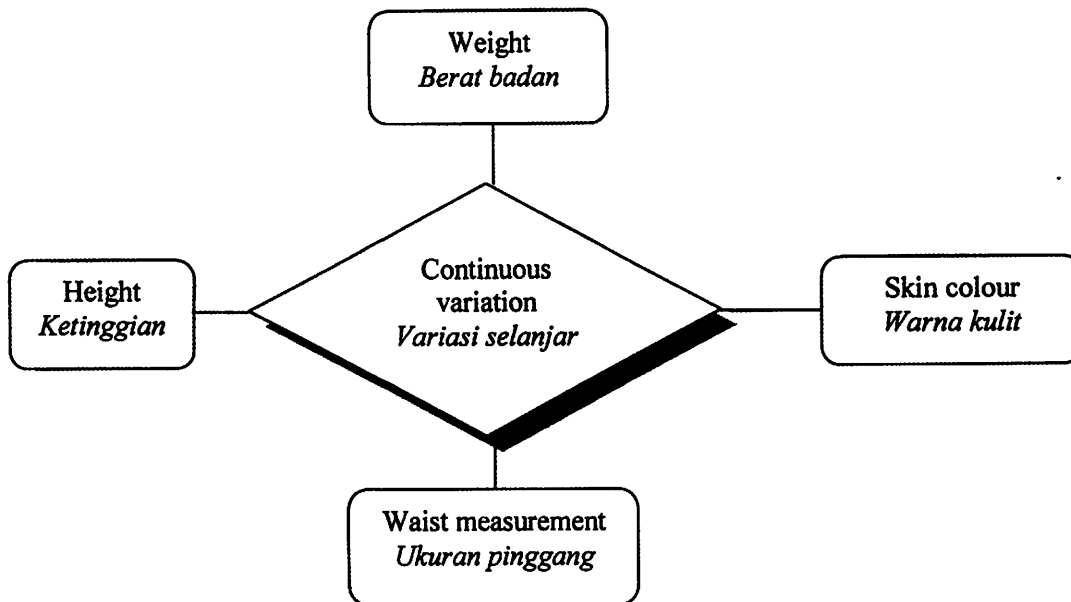 Weight
Berat badan
Height
Ketinggian
Continuous
variation
Variasi selanjar
Skin colour
Warna kulit
Waist measurement
Ukuran pinggang